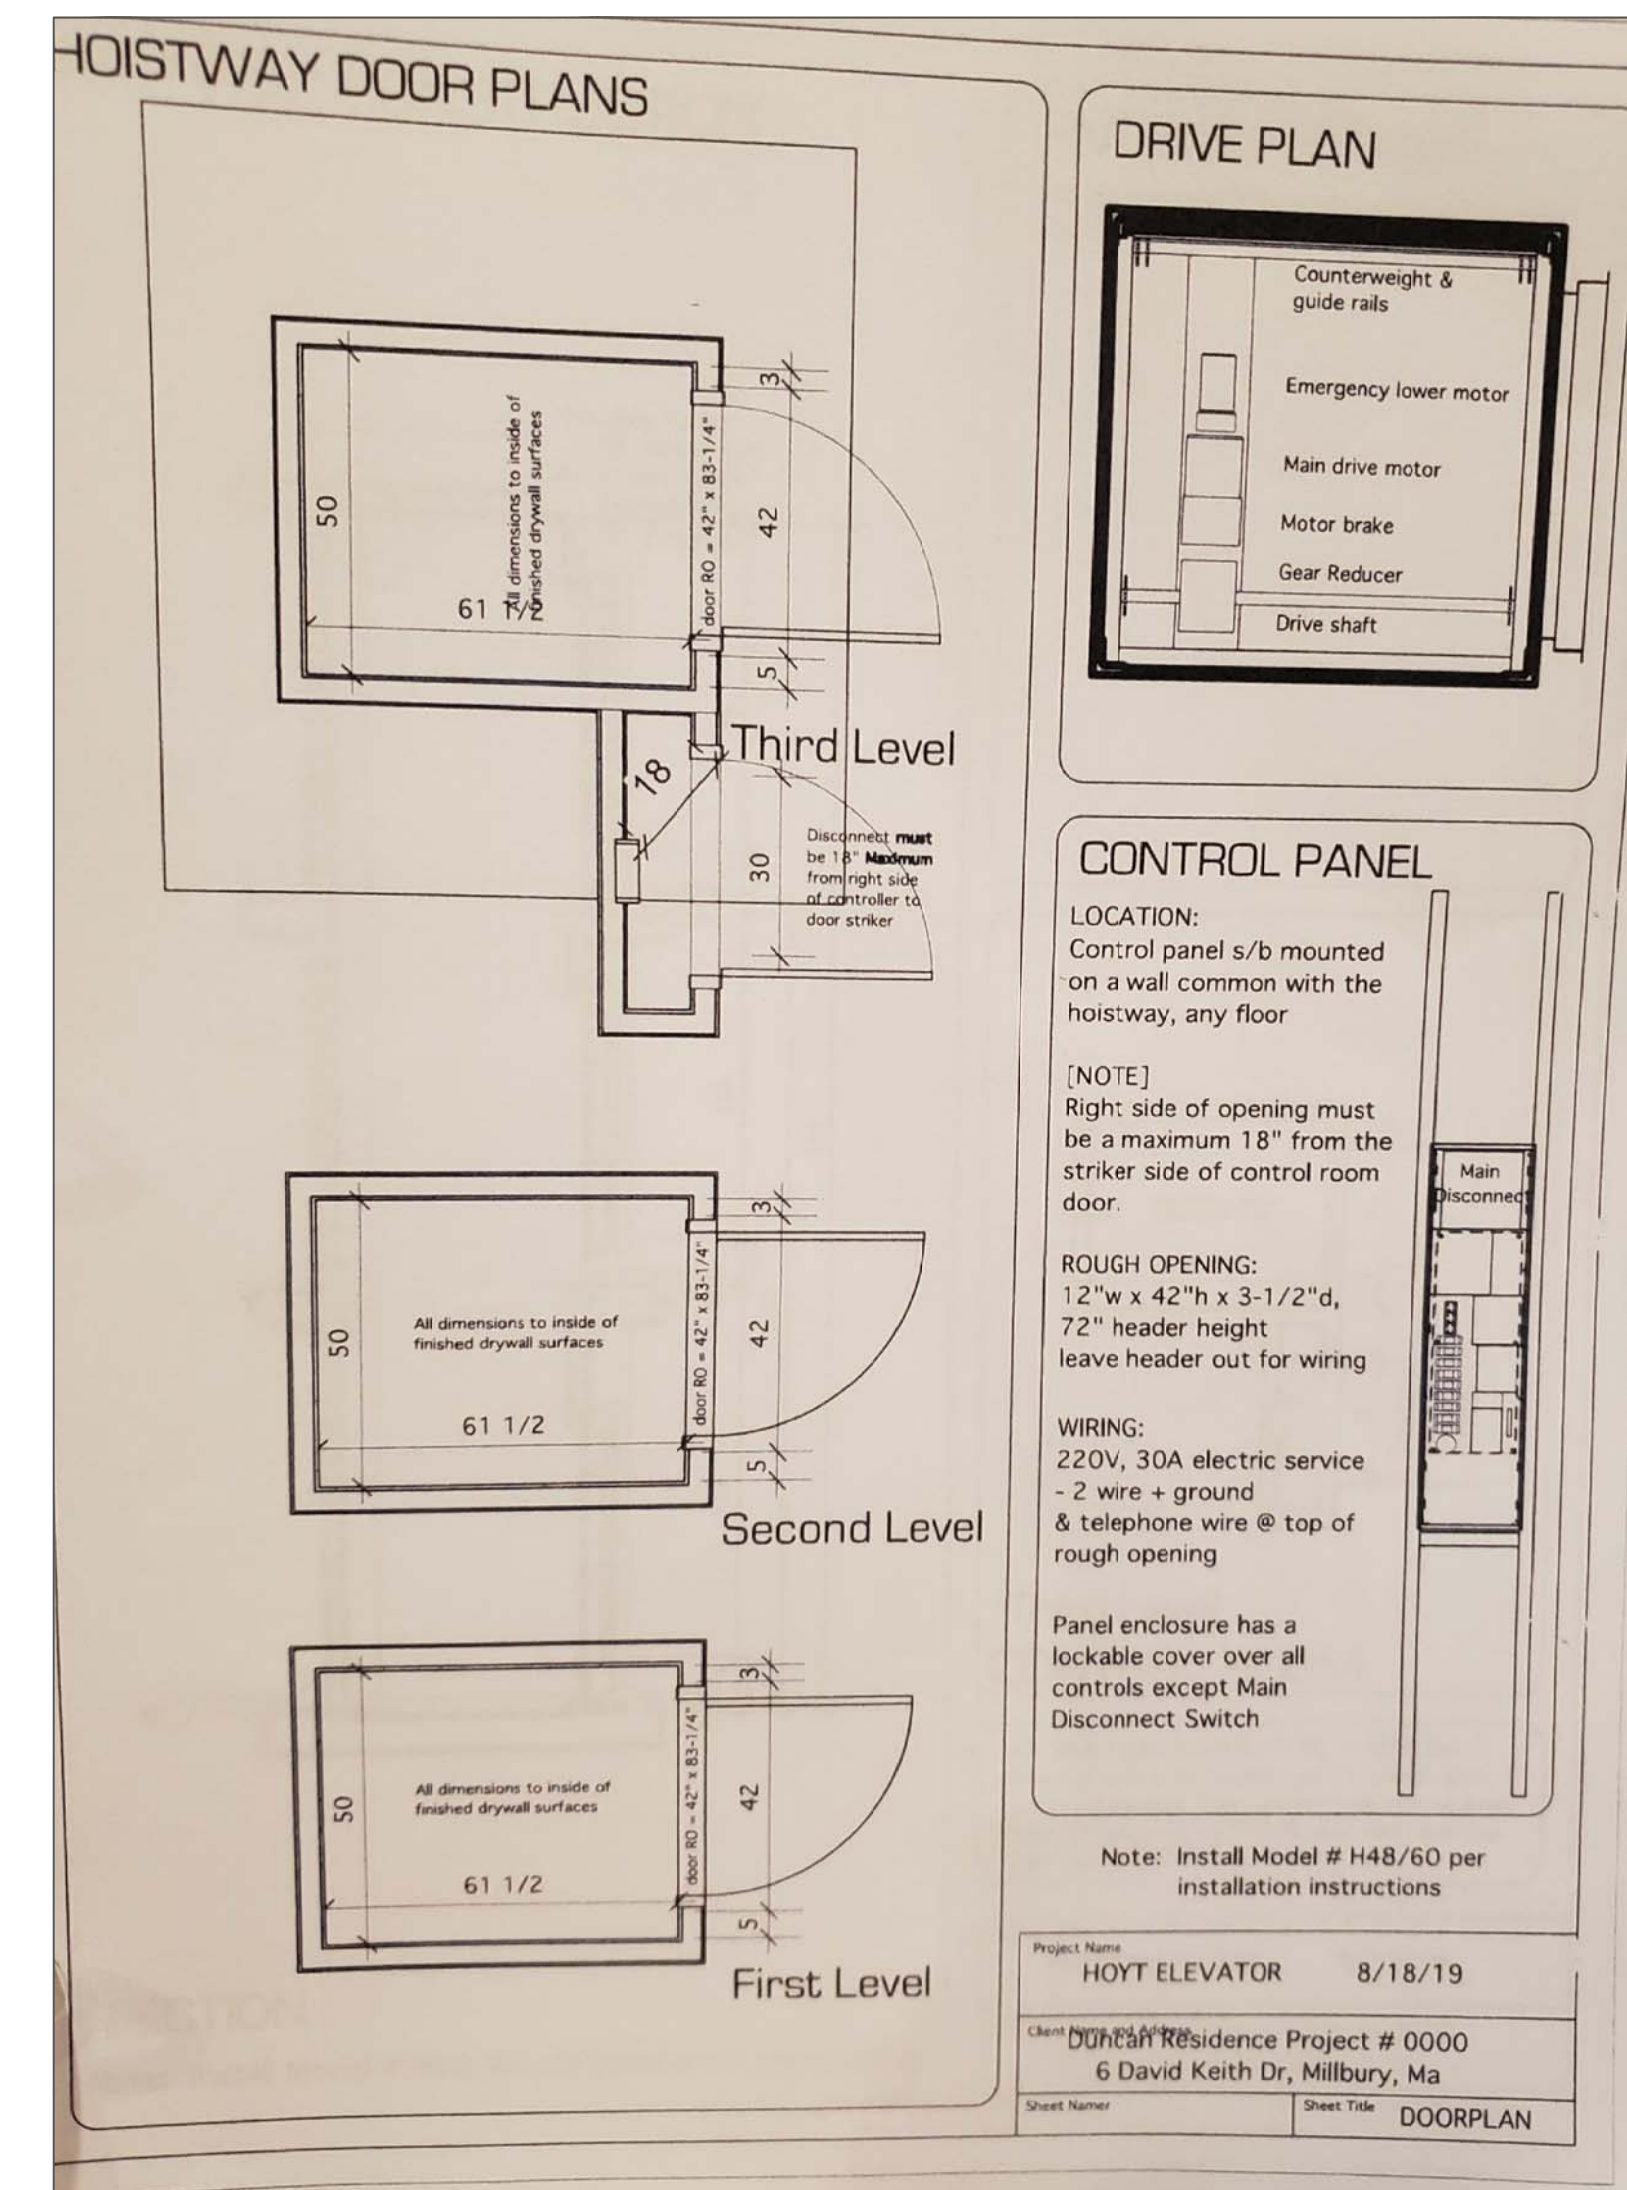 HOISTWAY DOOR PLANS
50
All dimensions to inside of
finished drywall surfaces
61 1/2
door RO = 42" x 83-1/4"
3
42
5
Third Level
18
30
Disconnect must
be 18" Maximum
from right side
of controller to
door striker
50
All dimensions to inside of
finished drywall surfaces
61 1/2
door RO = 42" x 83-1/4"
3
42
5
Second Level
50
All dimensions to inside of
finished drywall surfaces
61 1/2
door RO = 42" x 83-1/4"
3
42
5
First Level
DRIVE PLAN
Counterweight &
guide rails
Emergency lower motor
Main drive motor
Motor brake
Gear Reducer
Drive shaft
CONTROL PANEL
LOCATION:
Control panel s/b mounted
on a wall common with the
hoistway, any floor
[NOTE]
Right side of opening must
be a maximum 18" from the
striker side of control room
door.
ROUGH OPENING:
12"w x 42"h x 3-1/2"d,
72" header height
leave header out for wiring
WIRING:
220V, 30A electric service
- 2 wire + ground
& telephone wire @ top of
rough opening
Panel enclosure has a
lockable cover over all
controls except Main
Disconnect Switch
Main
Disconnect
Note: Install Model # H48/60 per
installation instructions
Project Name
HOYT ELEVATOR 8/18/19
Client Name and Address
Duncan Residence Project # 0000
6 David Keith Dr, Millbury, Ma
Sheet Namer
Sheet Title DOORPLAN